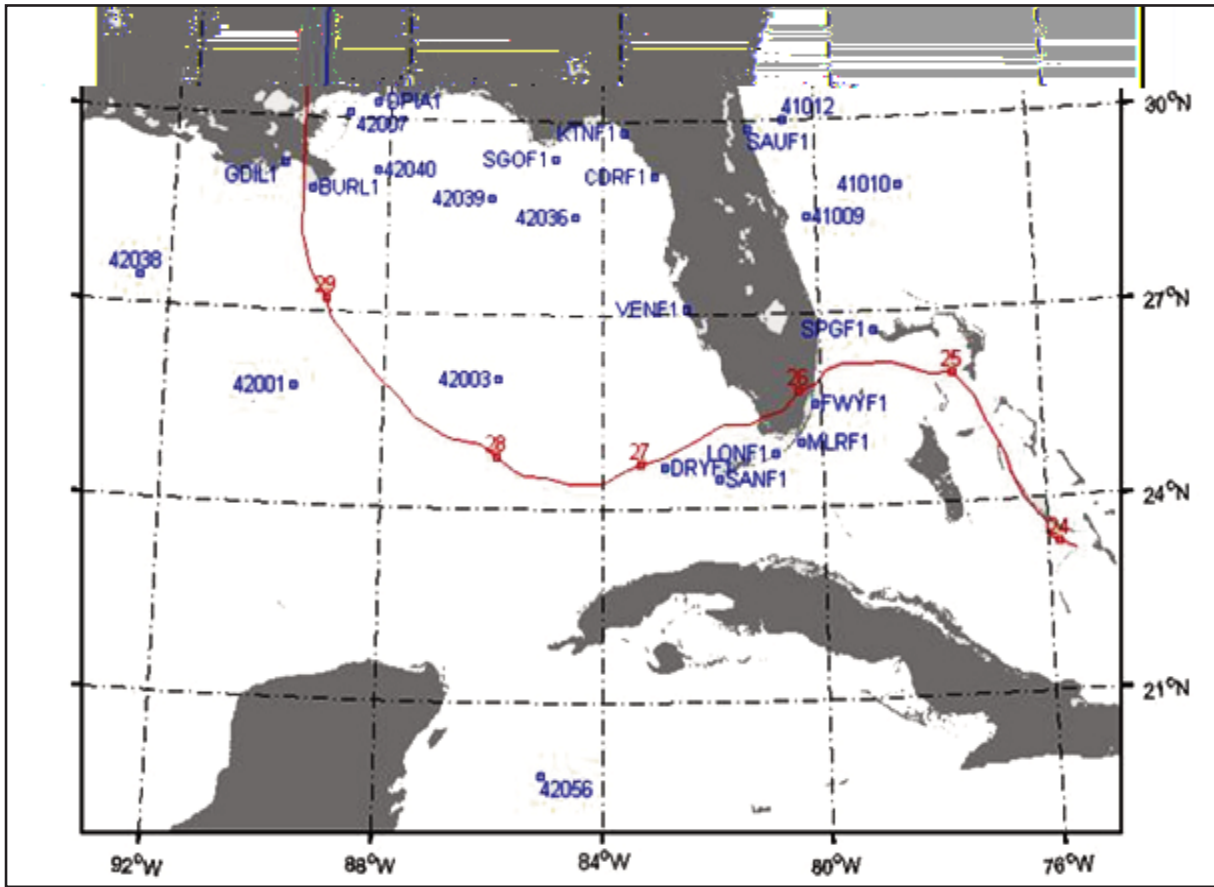 DPIA1
30°N
41012
42007
KTNF1
SAUF1
GDIL1
SGOF1
42040
CDRF1
BURL1
41010
42039
42036
41009
42038
29
27°N
VENF1
SPGF1
42001
42003
25
26
FWYF1
28
27
LONF1
MLRF1
DRYF1
SANF1
24°N
24
21°N
42056
92°W
88°W
84°W
80°W
76°W